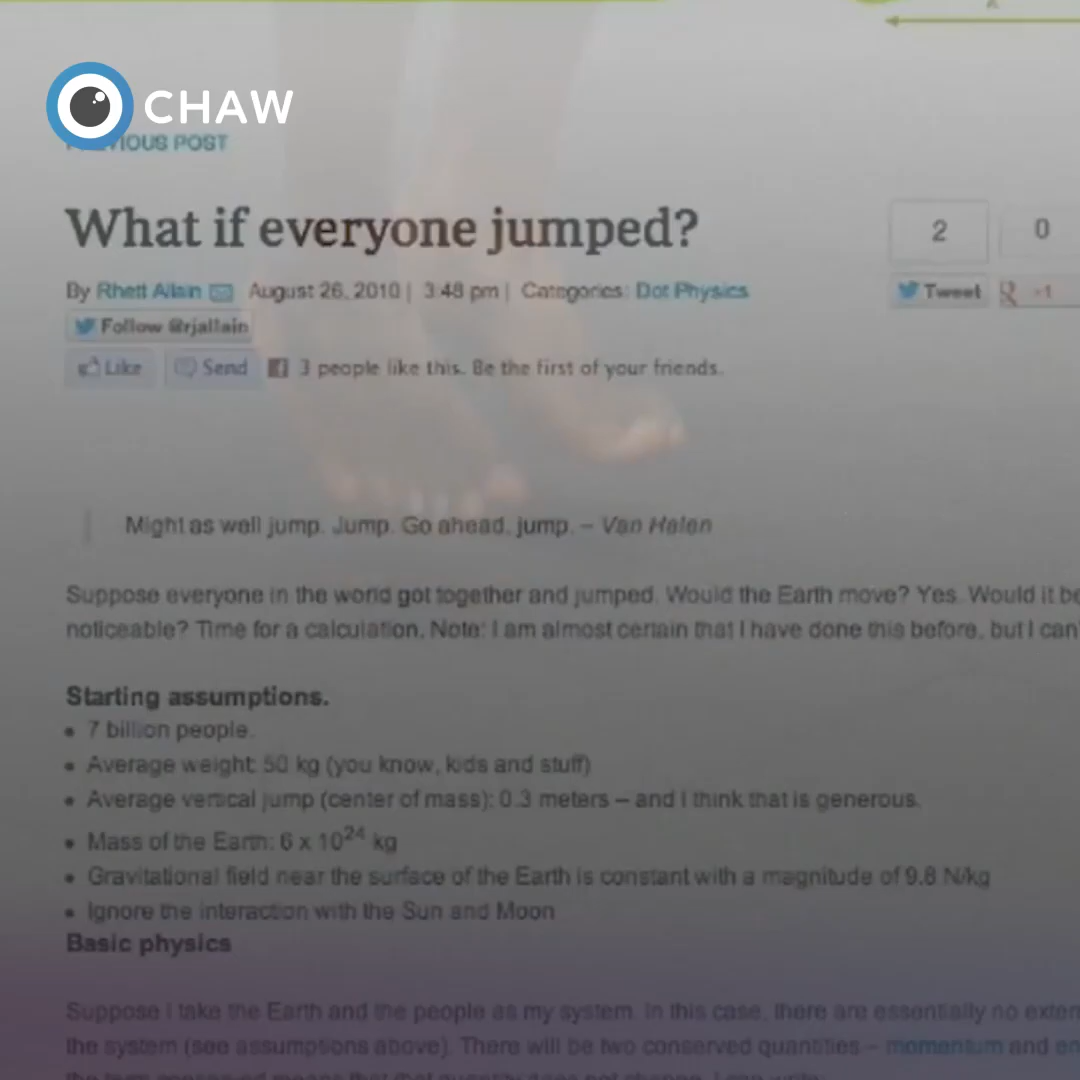 CHAW
IOUS POST
What if everyone jumped?
2
0
By Rhett Allain August 26, 2010 | 3:48 pm | Categories: Dot Physics
Tweet
+1
Follow @rjallain
Like Send 3 people like this. Be the first of your friends.
Might as well jump. Jump. Go ahead, jump. – Van Halen
Suppose everyone in the world got together and jumped. Would the Earth move? Yes. Would it be
noticeable? Time for a calculation. Note: I am almost certain that I have done this before, but I can'
Starting assumptions.
• 7 billion people.
• Average weight: 50 kg (you know, kids and stuff)
• Average vertical jump (center of mass): 0.3 meters – and I think that is generous.
• Mass of the Earth: 6 x 10²⁴ kg
• Gravitational field near the surface of the Earth is constant with a magnitude of 9.8 N/kg
• Ignore the interaction with the Sun and Moon
Basic physics
Suppose I take the Earth and the people as my system. In this case, there are essentially no exter
the system (see assumptions above). There will be two conserved quantities – momentum and en